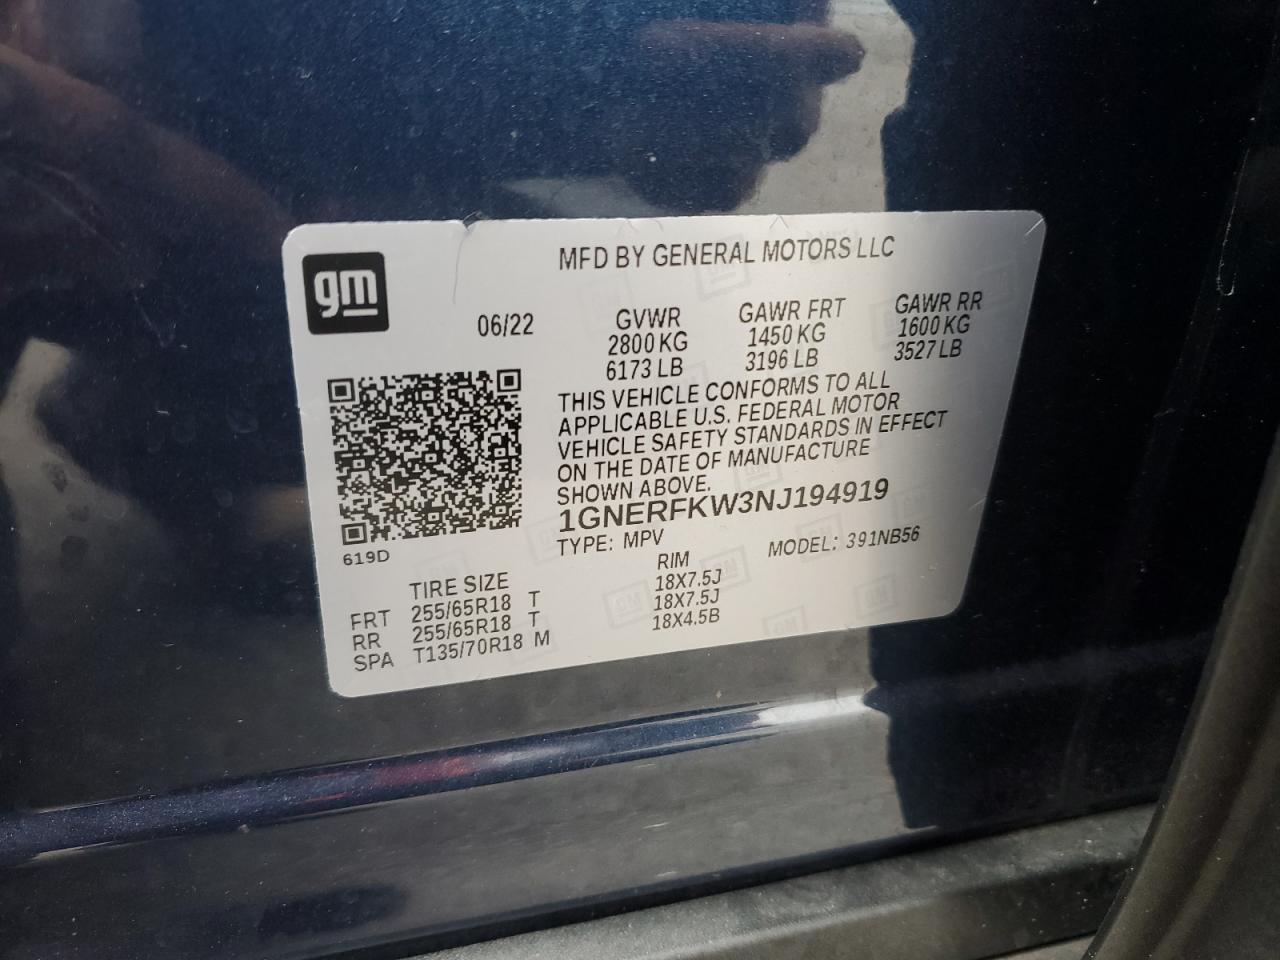 gm
MFD BY GENERAL MOTORS LLC
06/22
GVWR GAWR FRT GAWR RR
2800 KG 1450 KG 1600 KG
6173 LB 3196 LB 3527 LB
THIS VEHICLE CONFORMS TO ALL
APPLICABLE U.S. FEDERAL MOTOR
VEHICLE SAFETY STANDARDS IN EFFECT
ON THE DATE OF MANUFACTURE
SHOWN ABOVE.
1GNERFKW3NJ194919
TYPE: MPV MODEL: 391NB56
619D
TIRE SIZE RIM
FRT 255/65R18 T 18X7.5J
RR 255/65R18 T 18X7.5J
SPA T135/70R18 M 18X4.5B